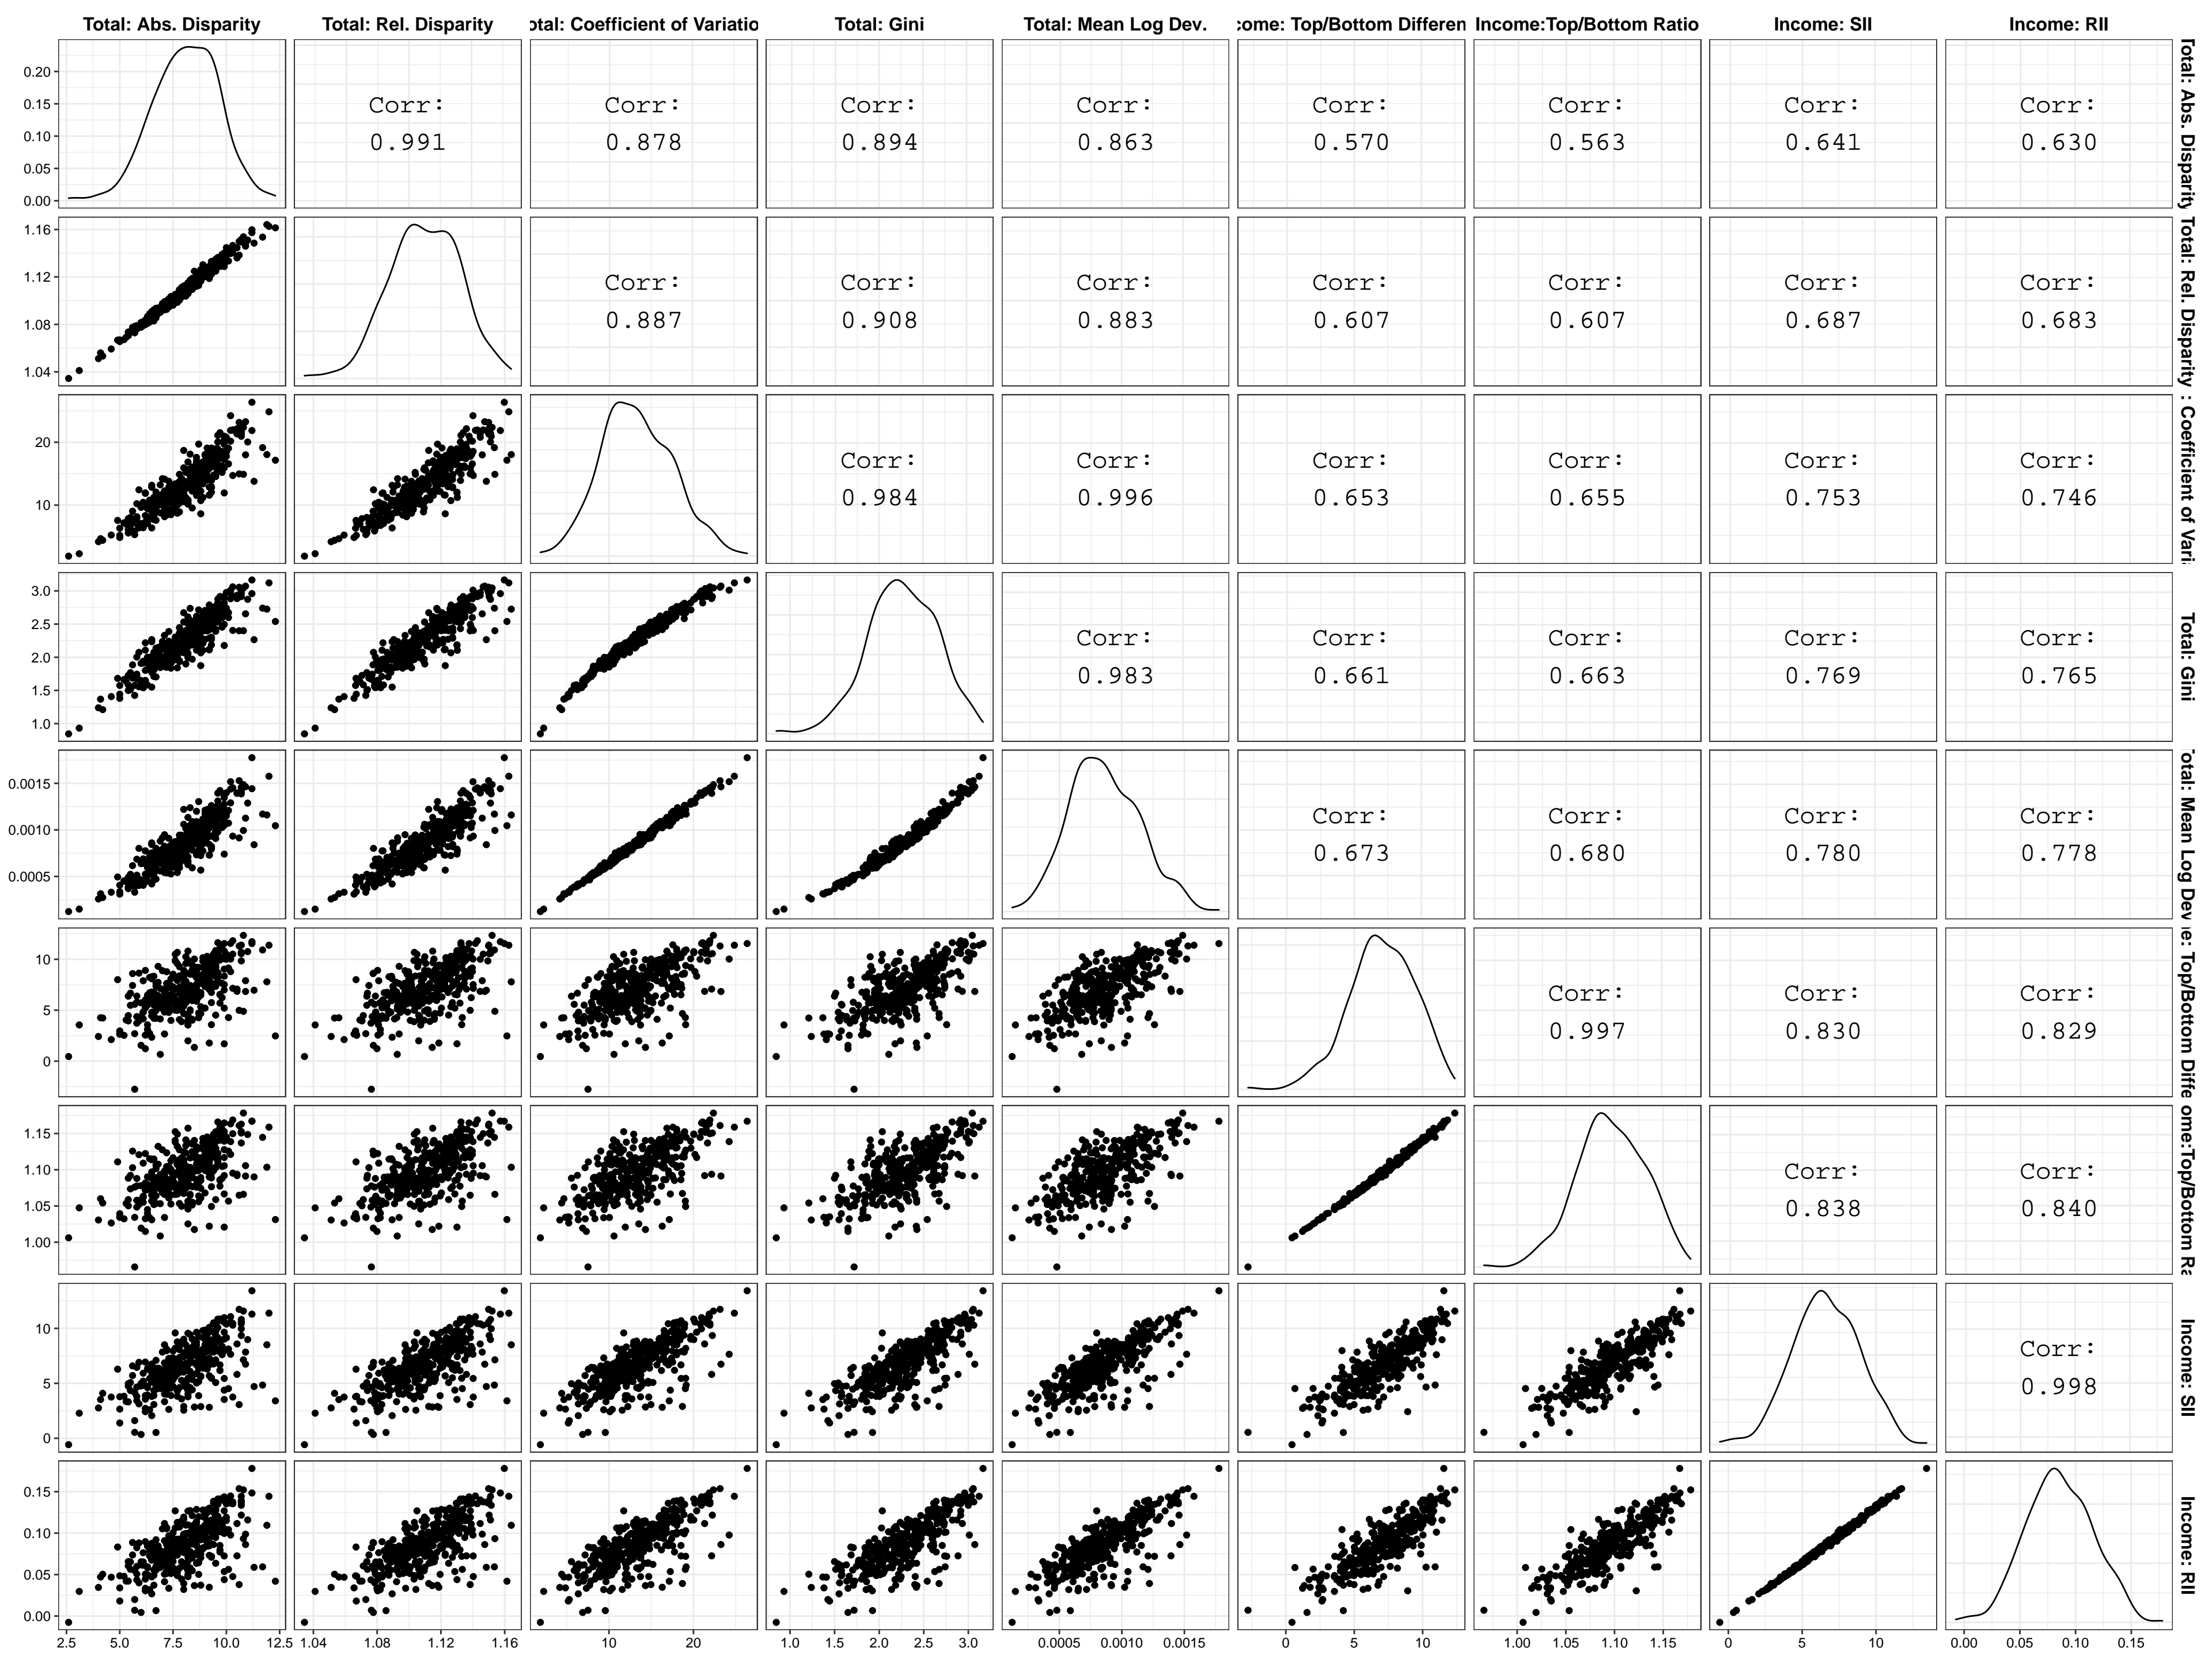 Total: Abs. Disparity Total: Rel. Disparity otal: Coefficient of Variatio Total: Gini Total: Mean Log Dev. come: Top/Bottom Differen Income:Top/Bottom Ratio Income: SII Income: RII
0.20
0.15
0.10
0.05
0.00
Corr: Corr: Corr: Corr: Corr: Corr: Corr: Corr:
0.991 0.878 0.894 0.863 0.570 0.563 0.641 0.630
Total: Abs. Disparity
1.16
1.12
1.08
1.04
Corr: Corr: Corr: Corr: Corr: Corr: Corr:
0.887 0.908 0.883 0.607 0.607 0.687 0.683
Total: Rel. Disparity
20
10
Corr: Corr: Corr: Corr: Corr: Corr:
0.984 0.996 0.653 0.655 0.753 0.746
: Coefficient of Vari
3.0
2.5
2.0
1.5
1.0
Corr: Corr: Corr: Corr: Corr:
0.983 0.661 0.663 0.769 0.765
Total: Gini
0.0015
0.0010
0.0005
Corr: Corr: Corr: Corr:
0.673 0.680 0.780 0.778
otal: Mean Log Dev
10
5
0
Corr: Corr: Corr:
0.997 0.830 0.829
e: Top/Bottom Diffe
1.15
1.10
1.05
1.00
Corr: Corr:
0.838 0.840
ome:Top/Bottom Ra
10
5
0
Corr:
0.998
Income: SII
0.15
0.10
0.05
0.00
Income: RII
2.5 5.0 7.5 10.0 12.5 1.04 1.08 1.12 1.16 10 20 1.0 1.5 2.0 2.5 3.0 0.0005 0.0010 0.0015 0 5 10 1.00 1.05 1.10 1.15 0 5 10 0.00 0.05 0.10 0.15